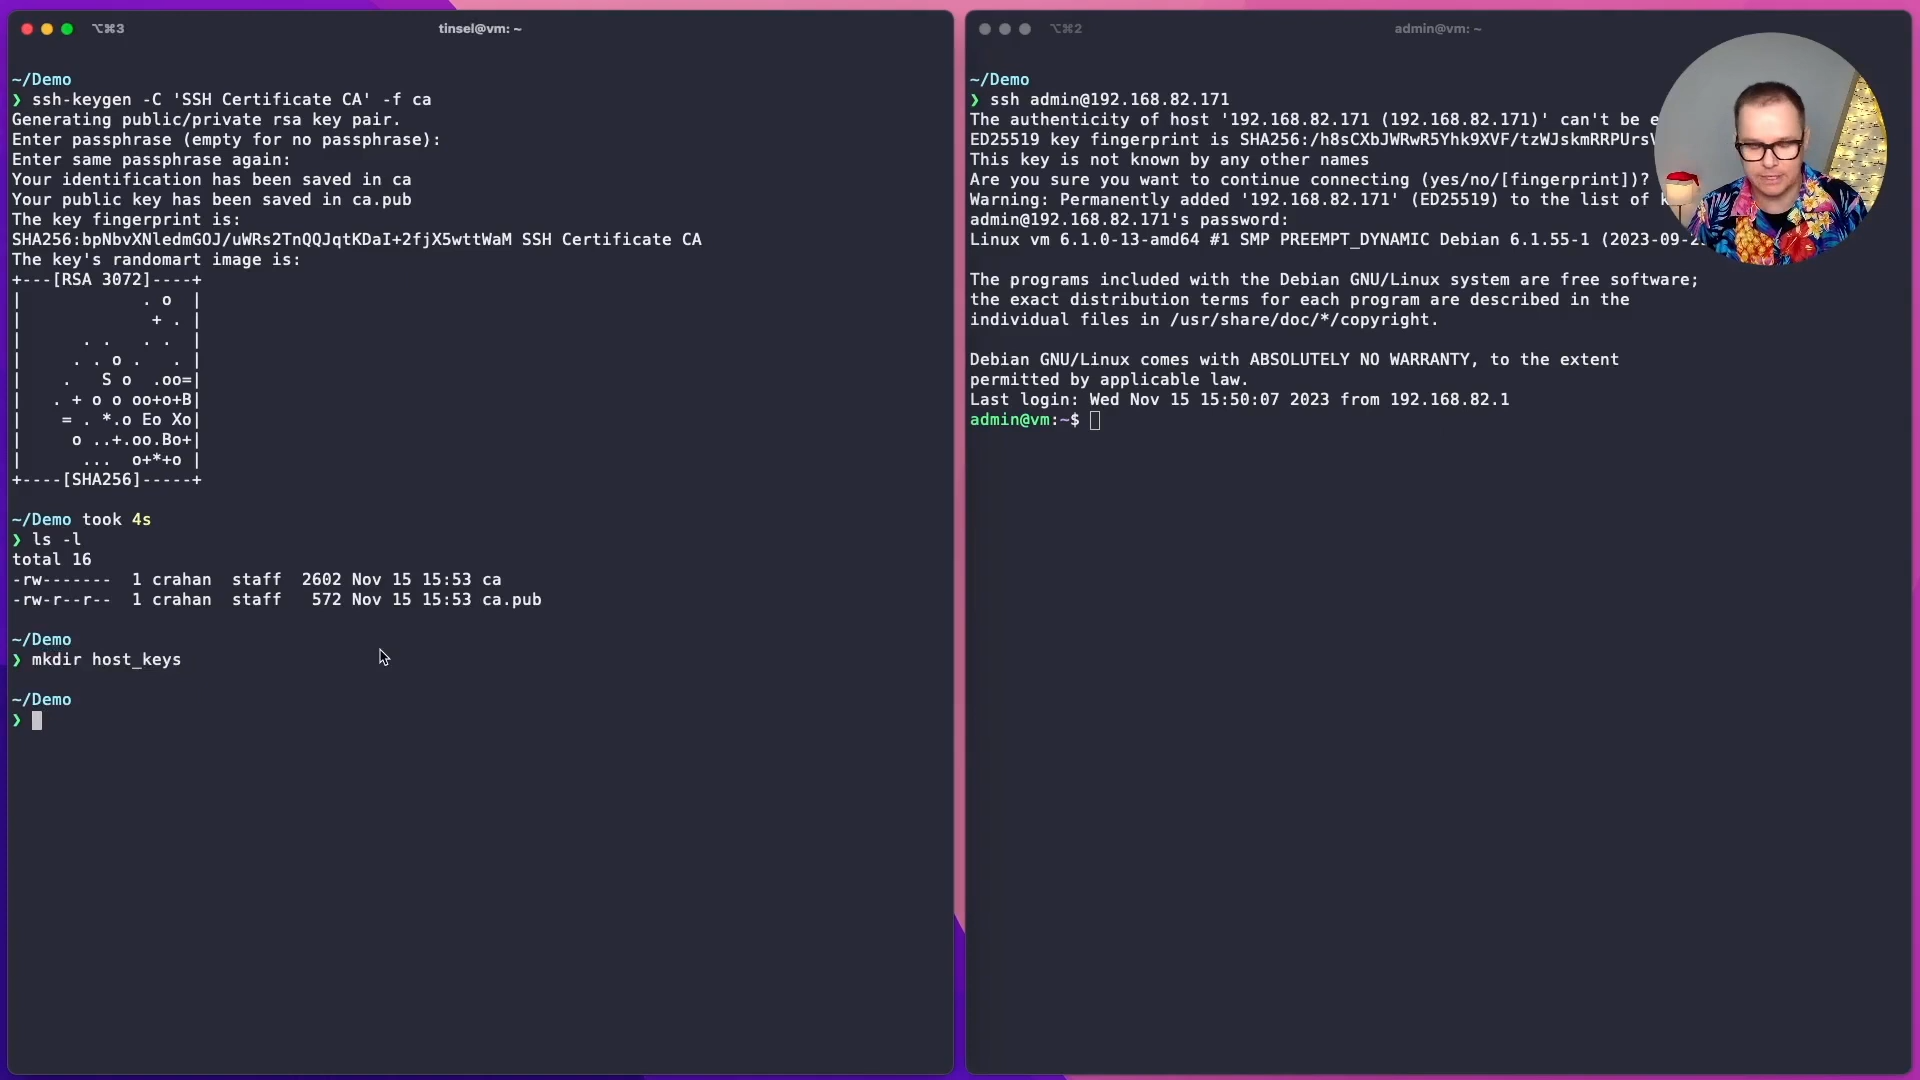 ⌥⌘3
tinsel@vm: ~
~/Demo
❯ ssh-keygen -C 'SSH Certificate CA' -f ca
Generating public/private rsa key pair.
Enter passphrase (empty for no passphrase):
Enter same passphrase again:
Your identification has been saved in ca
Your public key has been saved in ca.pub
The key fingerprint is:
SHA256:bpNbvXNledmGOJ/uWRs2TnQQJqtKDaI+2fjX5wttWaM SSH Certificate CA
The key's randomart image is:
+---[RSA 3072]----+
|             . o  |
|              + . |
|       . .   . .  |
|      . . o .   . |
|     .   S o  .oo=|
|    . + o o oo+o+B|
|     = . *.o Eo Xo|
|      o ..+.oo.Bo+|
|       ...  o+*+o |
+----[SHA256]-----+
~/Demo took 4s
❯ ls -l
total 16
-rw-------  1 crahan  staff  2602 Nov 15 15:53 ca
-rw-r--r--  1 crahan  staff   572 Nov 15 15:53 ca.pub
~/Demo
❯ mkdir host_keys
~/Demo
❯
⌥⌘2
admin@vm: ~
~/Demo
❯ ssh admin@192.168.82.171
The authenticity of host '192.168.82.171 (192.168.82.171)' can't be e
ED25519 key fingerprint is SHA256:/h8sCXbJWRwR5Yhk9XVF/tzWJskmRRPUrsV
This key is not known by any other names
Are you sure you want to continue connecting (yes/no/[fingerprint])?
Warning: Permanently added '192.168.82.171' (ED25519) to the list of k
admin@192.168.82.171's password:
Linux vm 6.1.0-13-amd64 #1 SMP PREEMPT_DYNAMIC Debian 6.1.55-1 (2023-09-2
The programs included with the Debian GNU/Linux system are free software;
the exact distribution terms for each program are described in the
individual files in /usr/share/doc/*/copyright.
Debian GNU/Linux comes with ABSOLUTELY NO WARRANTY, to the extent
permitted by applicable law.
Last login: Wed Nov 15 15:50:07 2023 from 192.168.82.1
admin@vm:~$